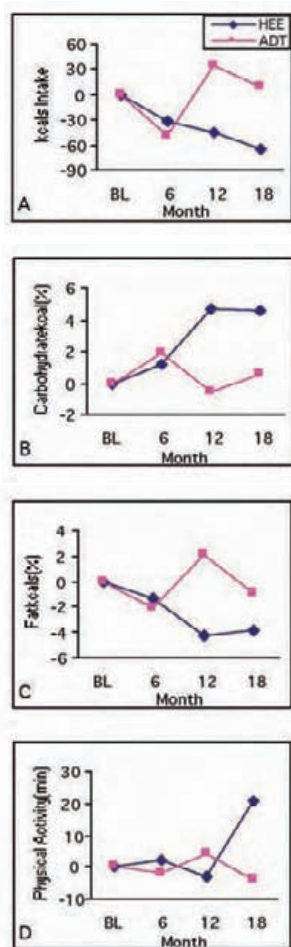 HEE
ADT
60
30
0
-30
-60
-90
kcals Intake
BL 6 12 18
Month
A
6
4
2
0
-2
Carbohydratekcal(%)
BL 6 12 18
Month
B
4
2
0
-2
-4
-6
Fatkcals(%)
BL 6 12 18
Month
C
30
20
10
0
-10
Physical Activity(min)
BL 6 12 18
Month
D